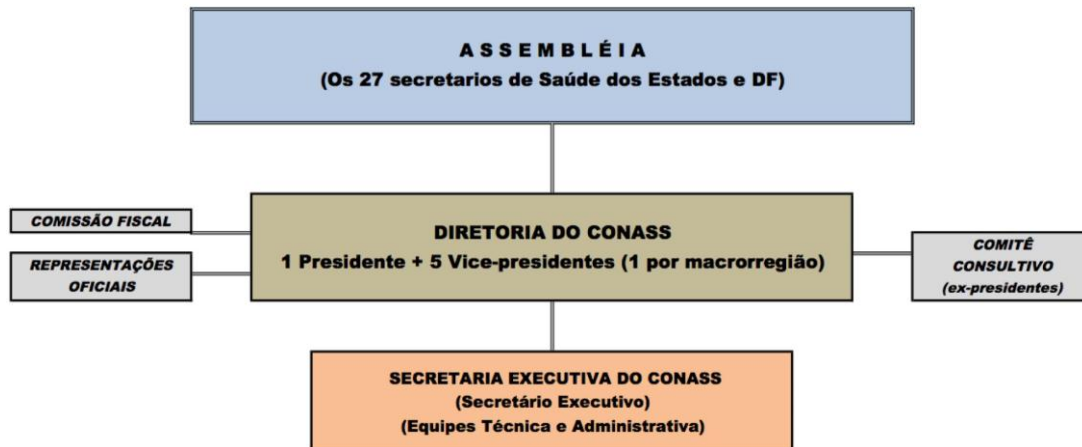 A S S E M B L É I A
(Os 27 secretarios de Saúde dos Estados e DF)
COMISSÃO FISCAL
REPRESENTAÇÕES
OFICIAIS
DIRETORIA DO CONASS
1 Presidente + 5 Vice-presidentes (1 por macrorregião)
COMITÊ
CONSULTIVO
(ex-presidentes)
SECRETARIA EXECUTIVA DO CONASS
(Secretário Executivo)
(Equipes Técnica e Administrativa)